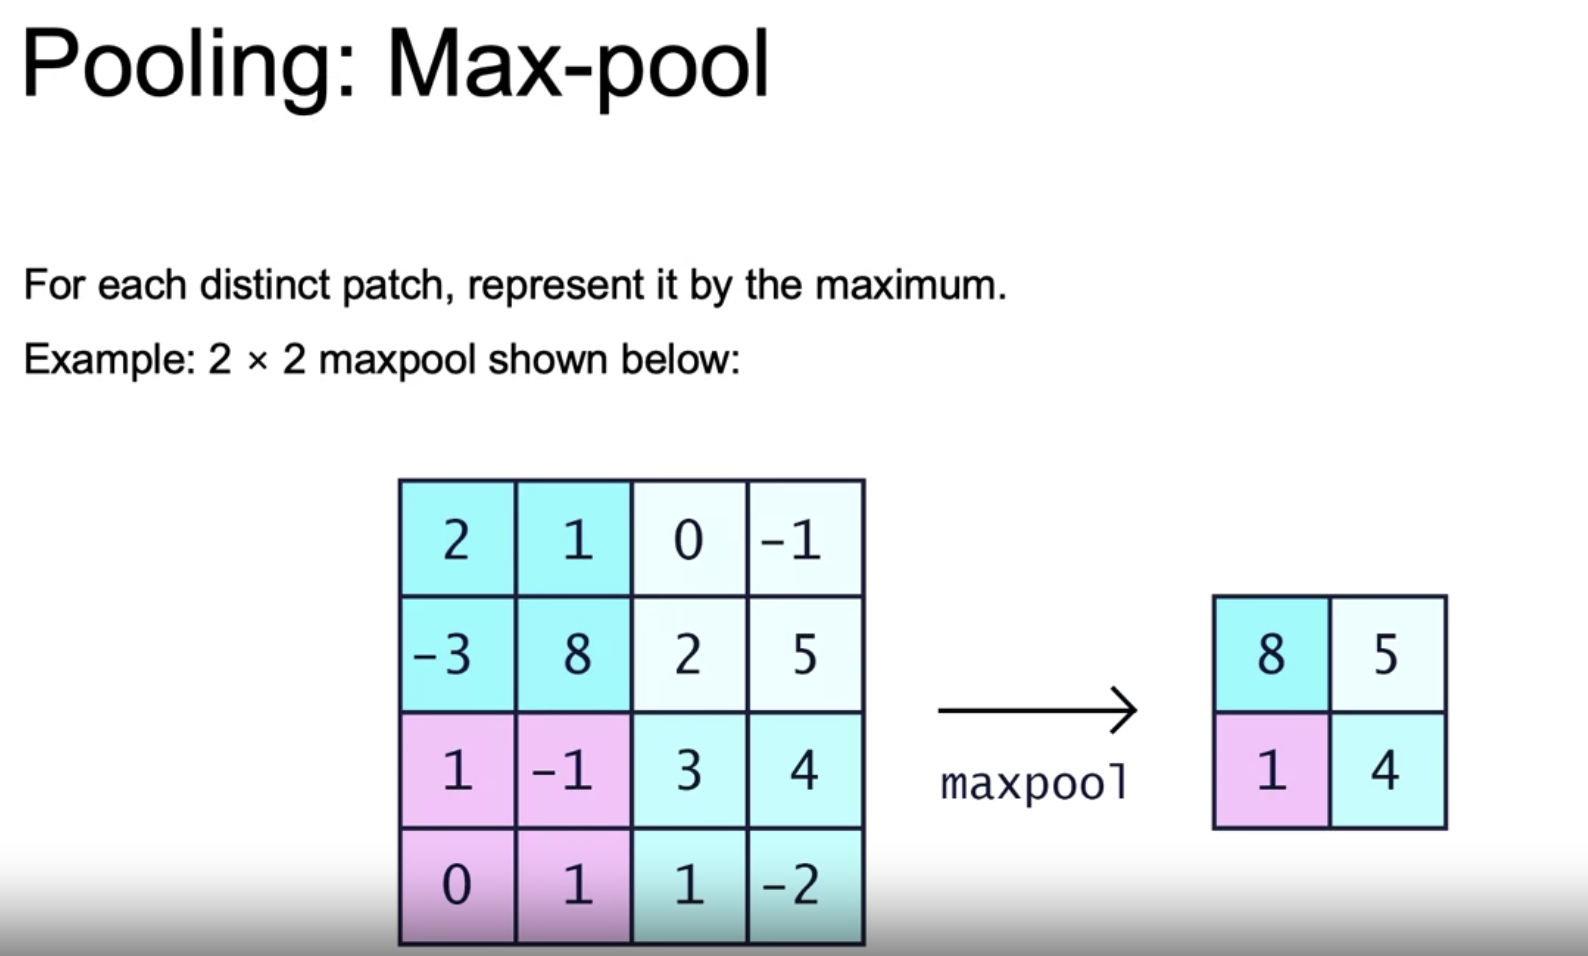 Pooling: Max-pool
For each distinct patch, represent it by the maximum.
Example: 2 × 2 maxpool shown below:
2 1 0 -1
-3 8 2 5
1 -1 3 4
0 1 1 -2
maxpool
8 5
1 4